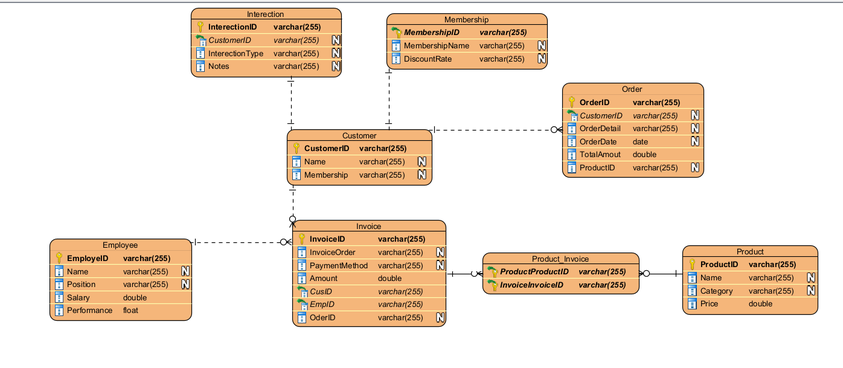 Interection
InterectionID varchar(255)
CustomerID varchar(255) N
InterectionType varchar(255) N
Notes varchar(255) N
Membership
MembershipID varchar(255)
MembershipName varchar(255) N
DiscountRate varchar(255) N
Order
OrderID varchar(255)
CustomerID varchar(255) N
OrderDetail varchar(255) N
OrderDate date N
TotalAmout double
ProductID varchar(255) N
Customer
CustomerID varchar(255)
Name varchar(255) N
Membership varchar(255) N
Employee
EmployeID varchar(255)
Name varchar(255) N
Position varchar(255) N
Salary double
Performance float
Invoice
InvoiceID varchar(255)
InvoiceOrder varchar(255) N
PaymentMethod varchar(255) N
Amount double
CusID varchar(255)
EmpID varchar(255)
OderID varchar(255) N
Product_Invoice
ProductProductID varchar(255)
InvoiceInvoiceID varchar(255)
Product
ProductID varchar(255)
Name varchar(255) N
Category varchar(255) N
Price double